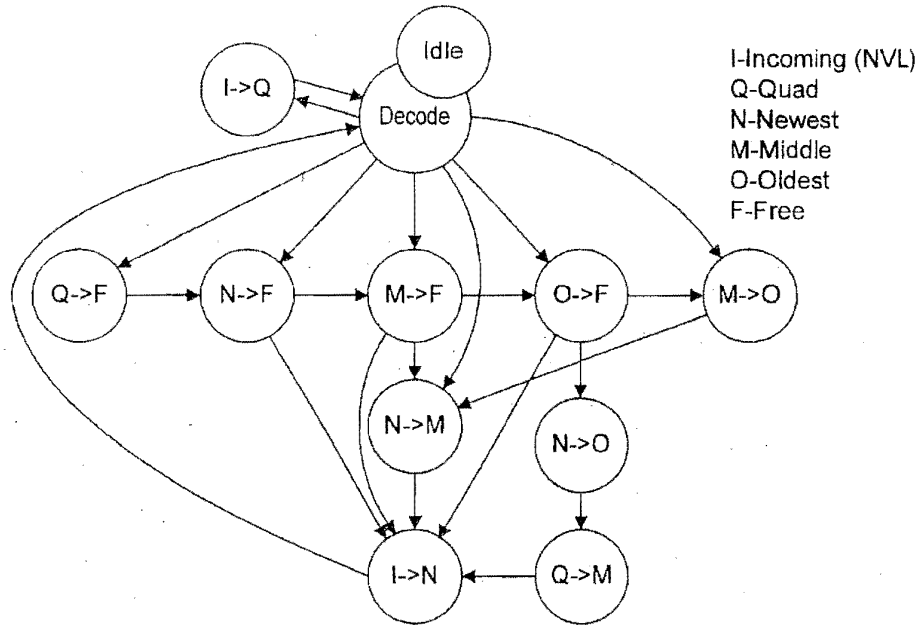 Idle
I->Q
Decode
I-Incoming (NVL)
Q-Quad
N-Newest
M-Middle
O-Oldest
F-Free
Q->F
N->F
M->F
O->F
M->O
N->M
N->O
I->N
Q->M